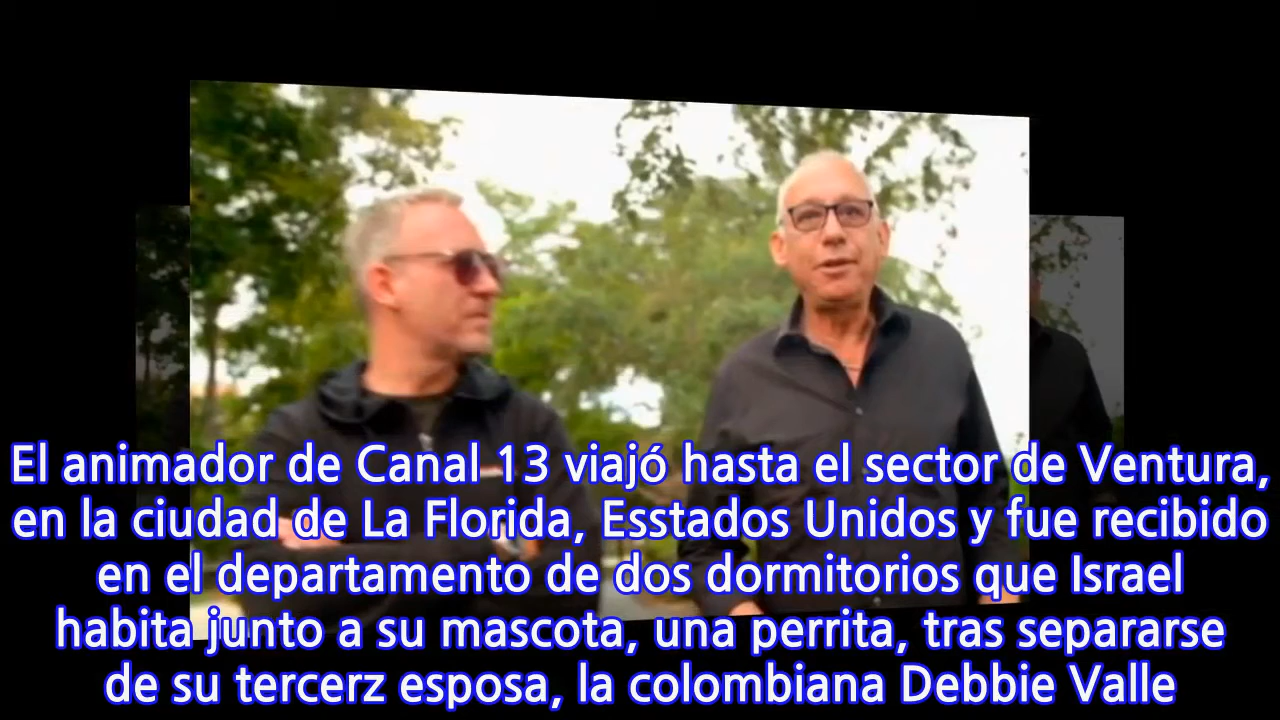 El animador de Canal 13 viajó hasta el sector de Ventura,
en la ciudad de La Florida, Esstados Unidos y fue recibido
en el departamento de dos dormitorios que Israel
habita junto a su mascota, una perrita, tras separarse
de su tercerz esposa, la colombiana Debbie Valle